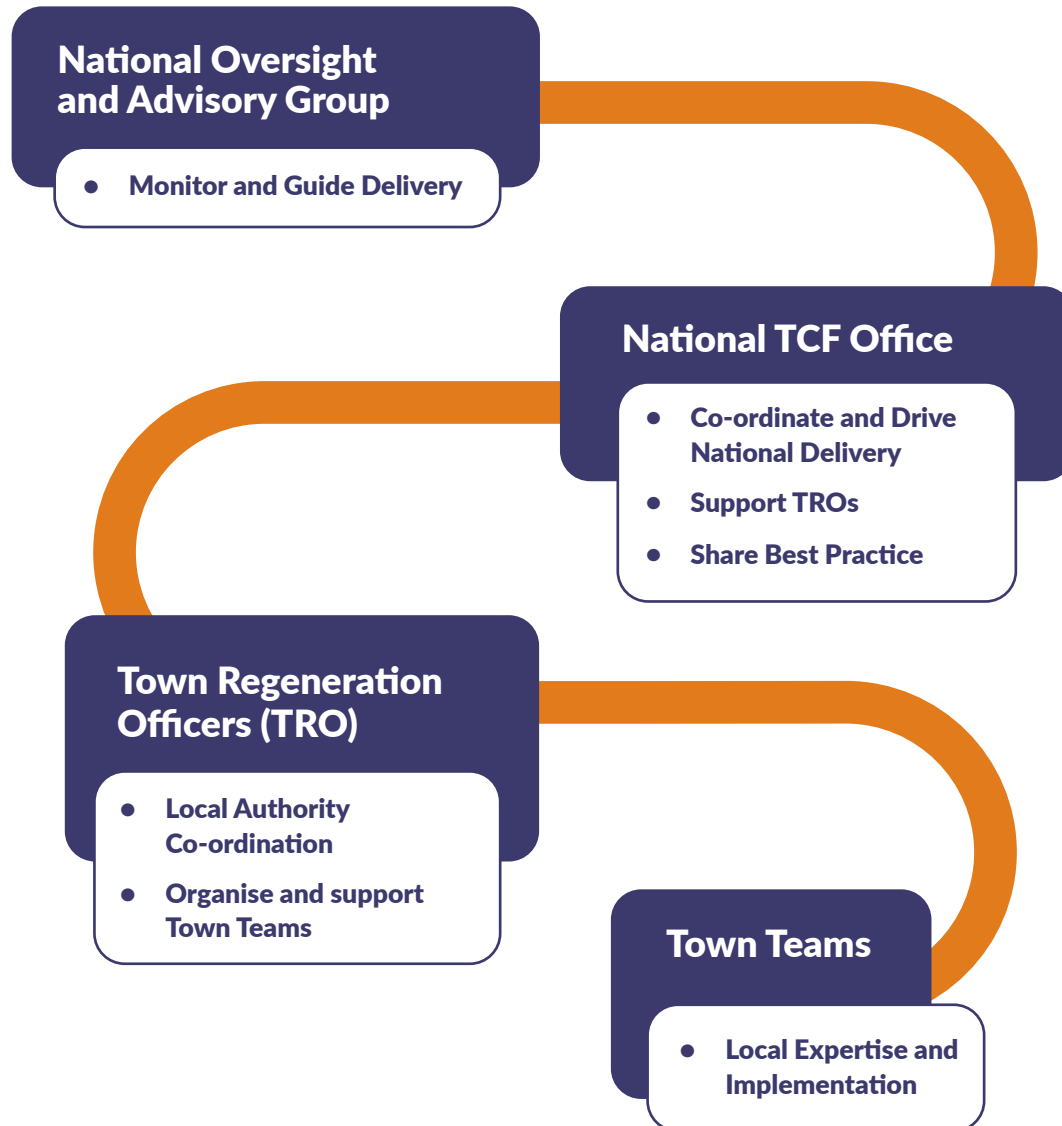 National Oversight
and Advisory Group
● Monitor and Guide Delivery
National TCF Office
● Co-ordinate and Drive
National Delivery
● Support TROs
● Share Best Practice
Town Regeneration
Officers (TRO)
● Local Authority
Co-ordination
● Organise and support
Town Teams
Town Teams
● Local Expertise and
Implementation